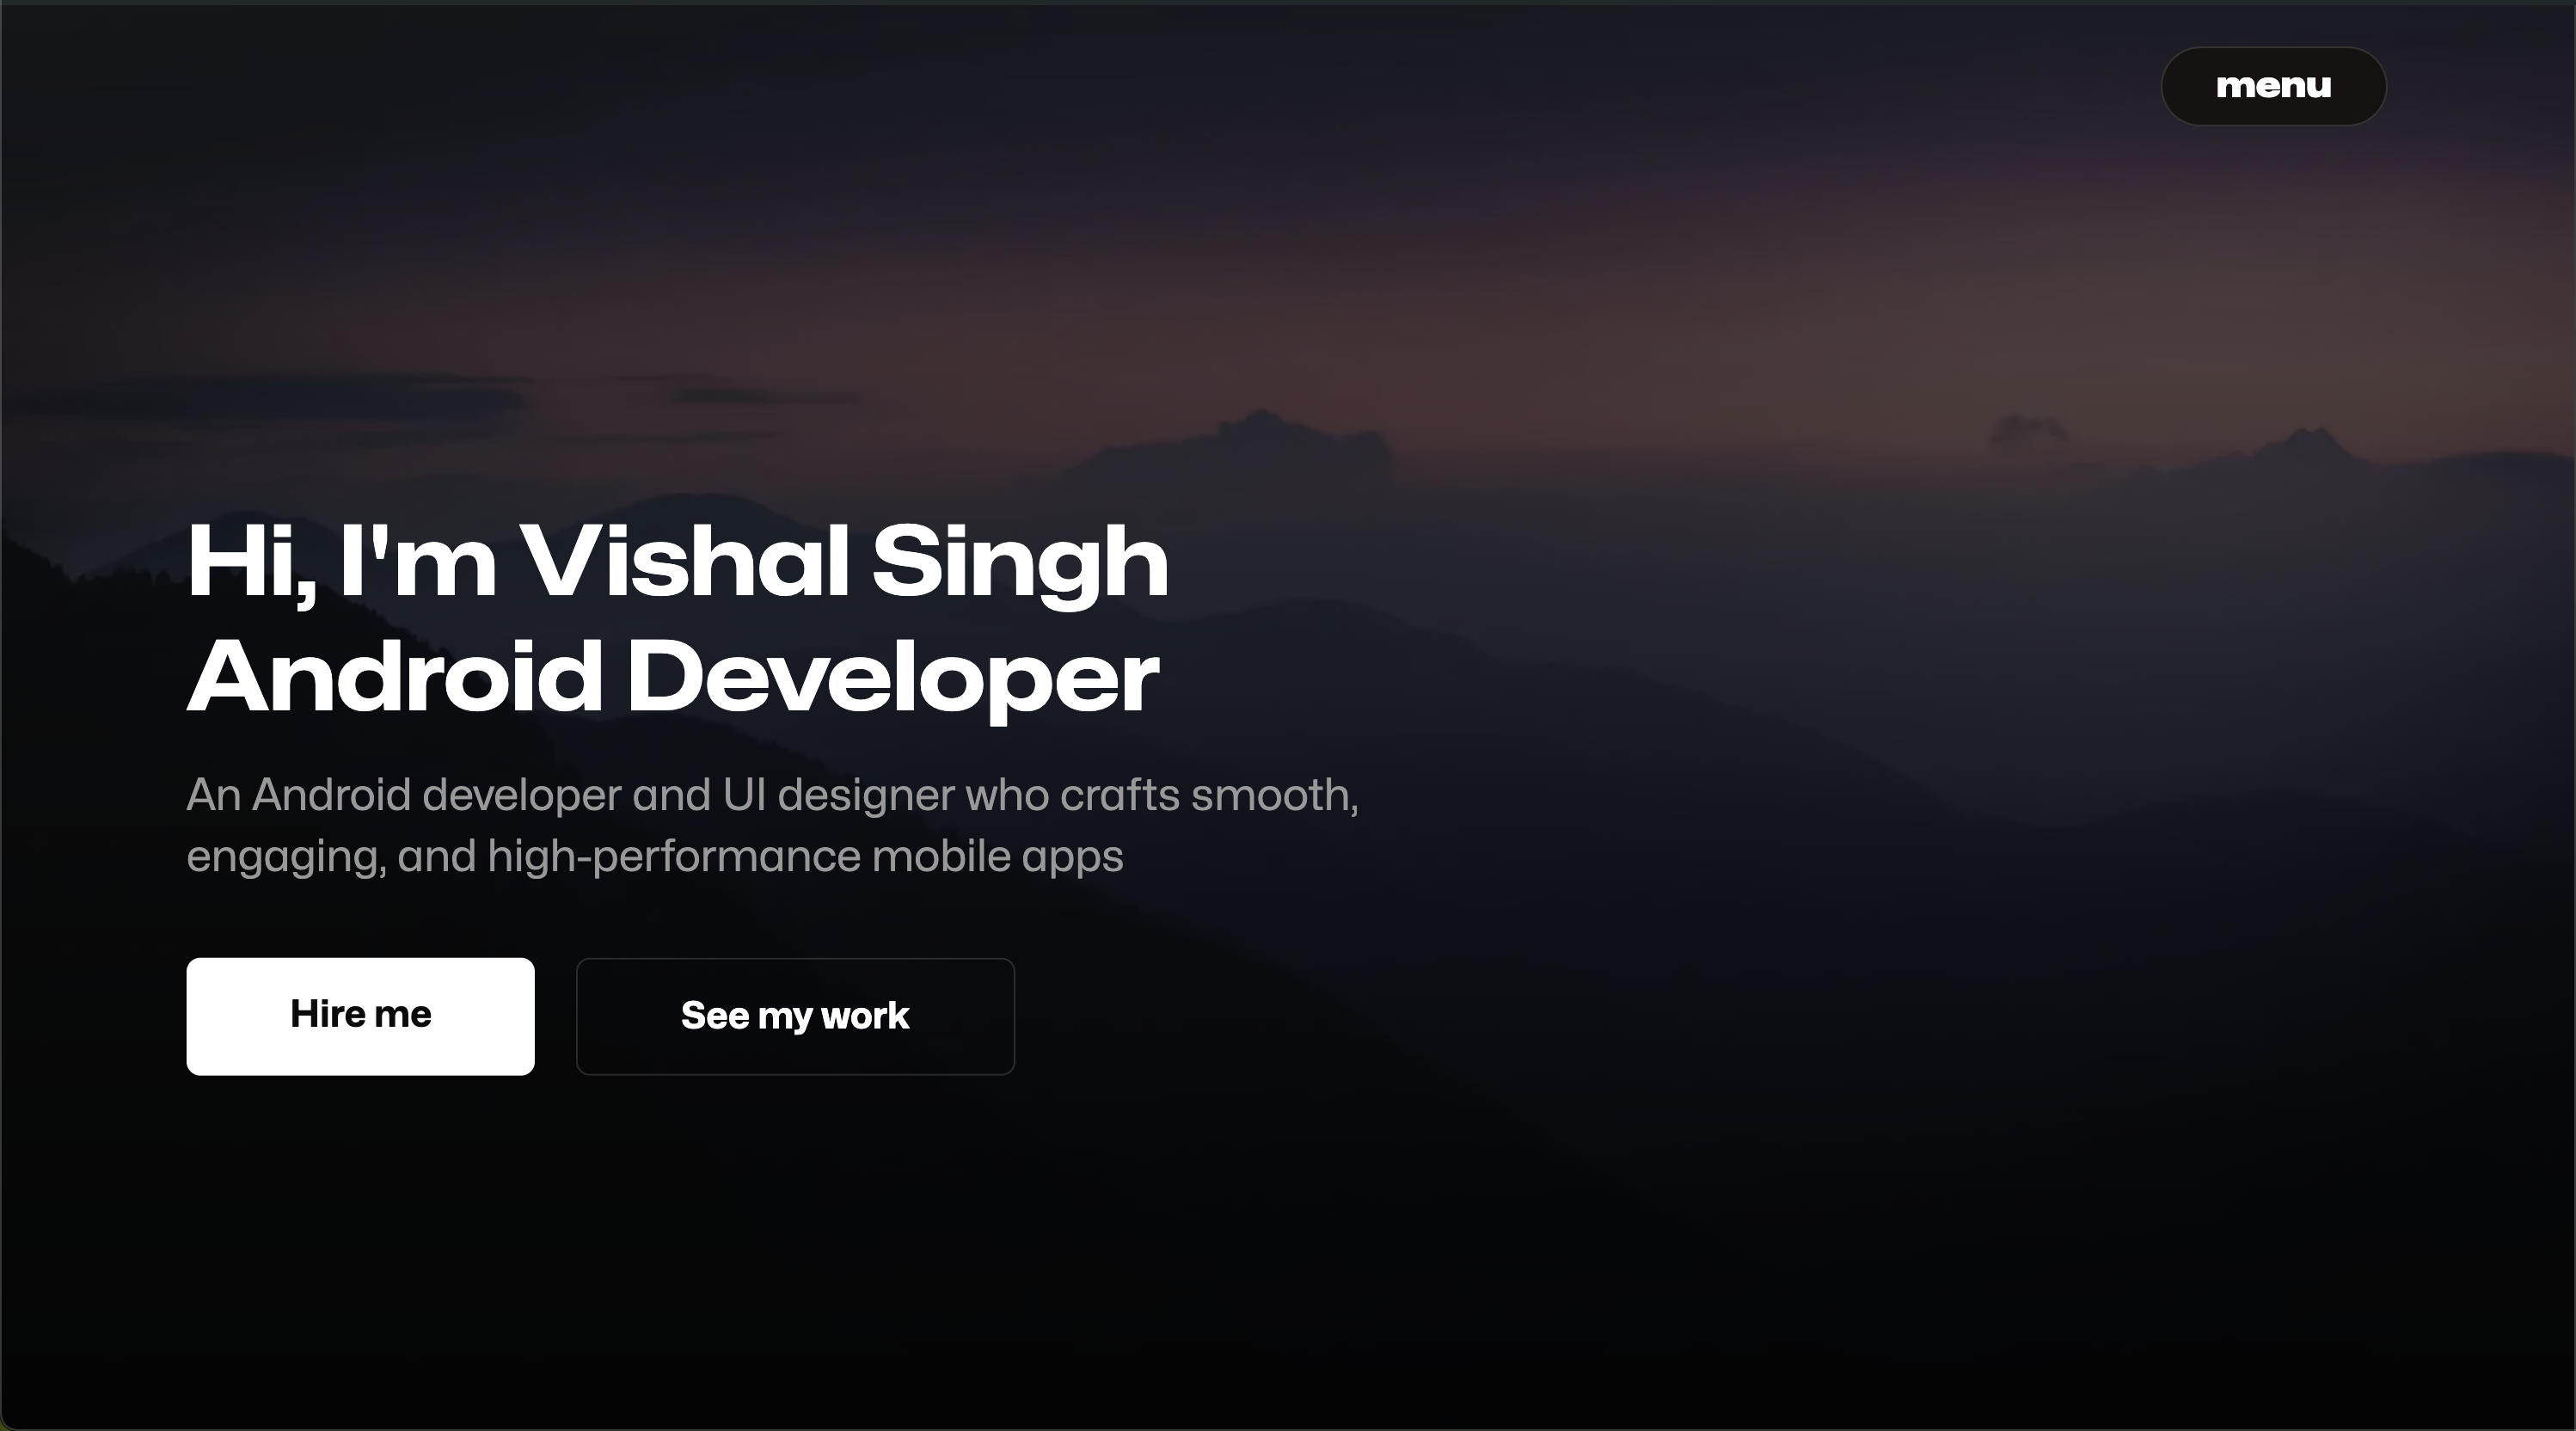 menu
Hi, I'm Vishal Singh
Android Developer
An Android developer and UI designer who crafts smooth,
engaging, and high-performance mobile apps
Hire me
See my work